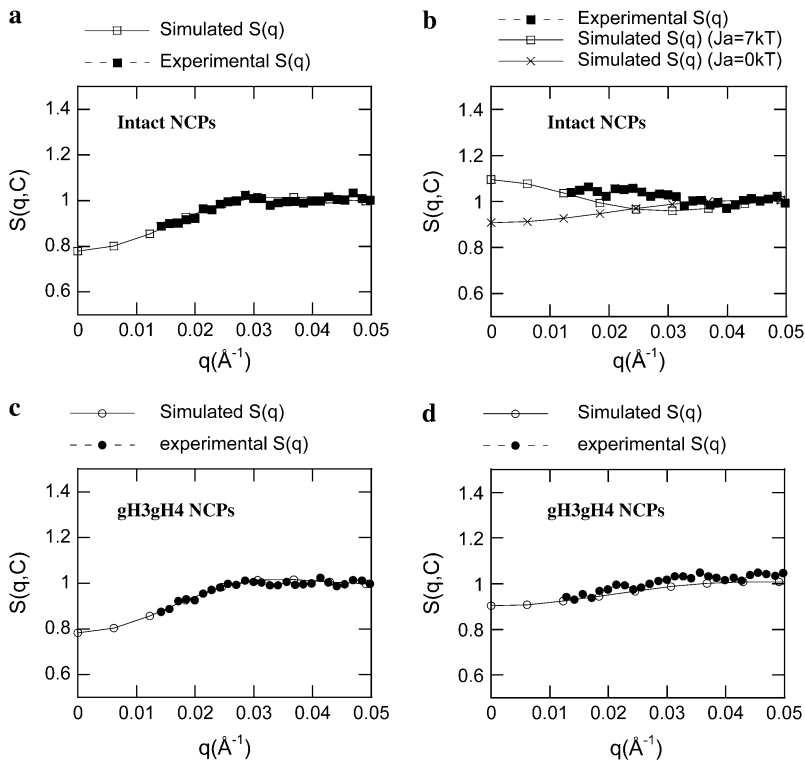 a
Simulated S(q)
Experimental S(q)
Intact NCPs
1.4
1.2
1
0.8
0.6
S(q,C)
0 0.01 0.02 0.03 0.04 0.05
q(Å-1)
b
Experimental S(q)
Simulated S(q) (Ja=7kT)
Simulated S(q) (Ja=0kT)
Intact NCPs
1.4
1.2
1
0.8
0.6
S(q,C)
0 0.01 0.02 0.03 0.04 0.05
q(Å-1)
c
Simulated S(q)
experimental S(q)
gH3gH4 NCPs
1.4
1.2
1
0.8
0.6
S(q,C)
0 0.01 0.02 0.03 0.04 0.05
q(Å-1)
d
Simulated S(q)
experimental S(q)
gH3gH4 NCPs
1.4
1.2
1
0.8
0.6
S(q,C)
0 0.01 0.02 0.03 0.04 0.05
q(Å-1)